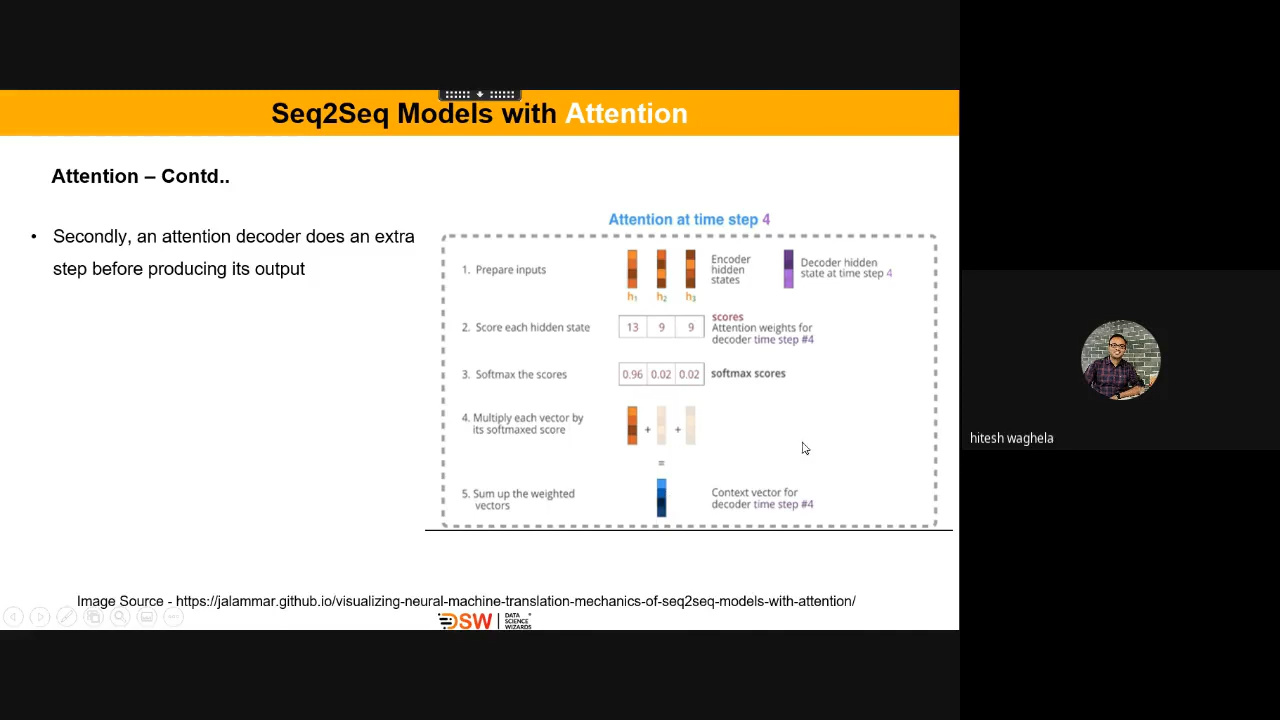 Seq2Seq Models with Attention
Attention – Contd..
• Secondly, an attention decoder does an extra
step before producing its output
Attention at time step 4
1. Prepare inputs
h1 h2 h3
Encoder
hidden
states
Decoder hidden
state at time step 4
2. Score each hidden state
13 9 9
scores
Attention weights for
decoder time step #4
3. Softmax the scores
0.96 0.02 0.02
softmax scores
4. Multiply each vector by
its softmaxed score
+ +
=
5. Sum up the weighted
vectors
Context vector for
decoder time step #4
Image Source - https://jalammar.github.io/visualizing-neural-machine-translation-mechanics-of-seq2seq-models-with-attention/
DSW
DATA
SCIENCE
WIZARDS
hitesh waghela